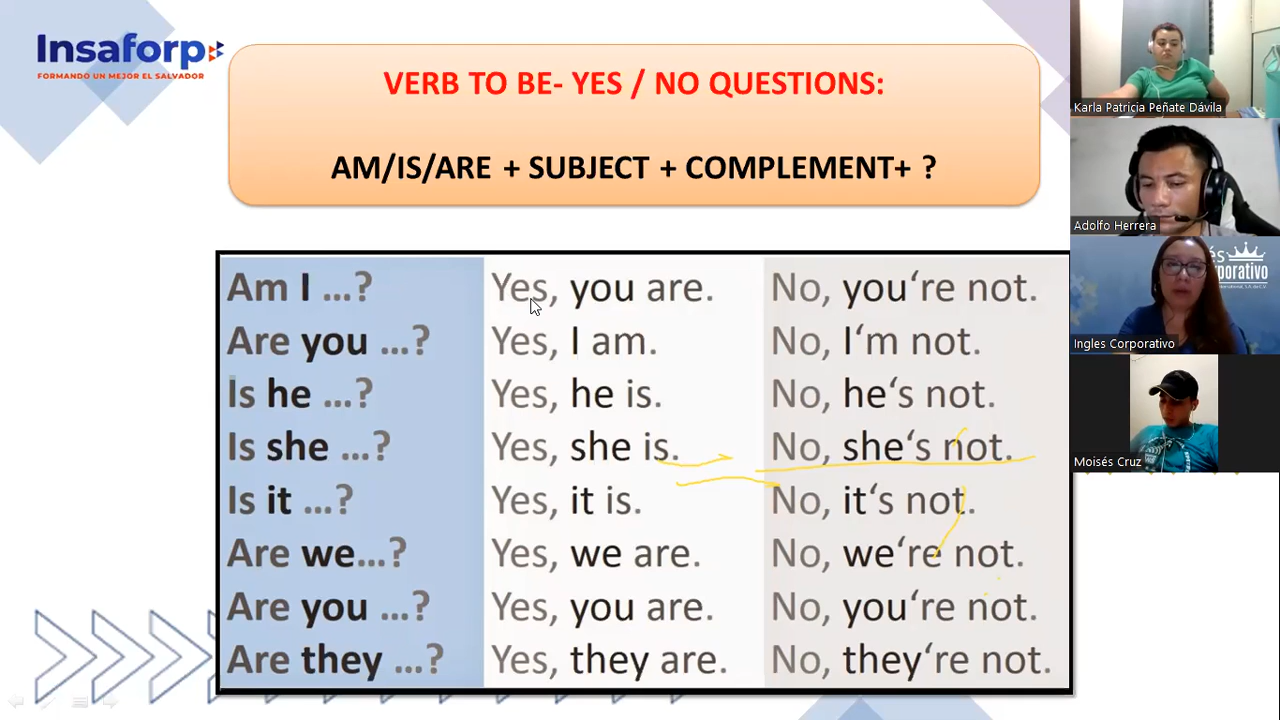 Insaforp
FORMANDO UN MEJOR EL SALVADOR
VERB TO BE- YES / NO QUESTIONS:
AM/IS/ARE + SUBJECT + COMPLEMENT+ ?
Am I ...? Yes, you are. No, you‘re not.
Are you ...? Yes, I am. No, I‘m not.
Is he ...? Yes, he is. No, he‘s not.
Is she ...? Yes, she is. No, she‘s not.
Is it ...? Yes, it is. No, it‘s not.
Are we...? Yes, we are. No, we‘re not.
Are you ...? Yes, you are. No, you‘re not.
Are they ...? Yes, they are. No, they‘re not.
Karla Patricia Peñate Dávila
Adolfo Herrera
Ingles Corporativo
Moisés Cruz